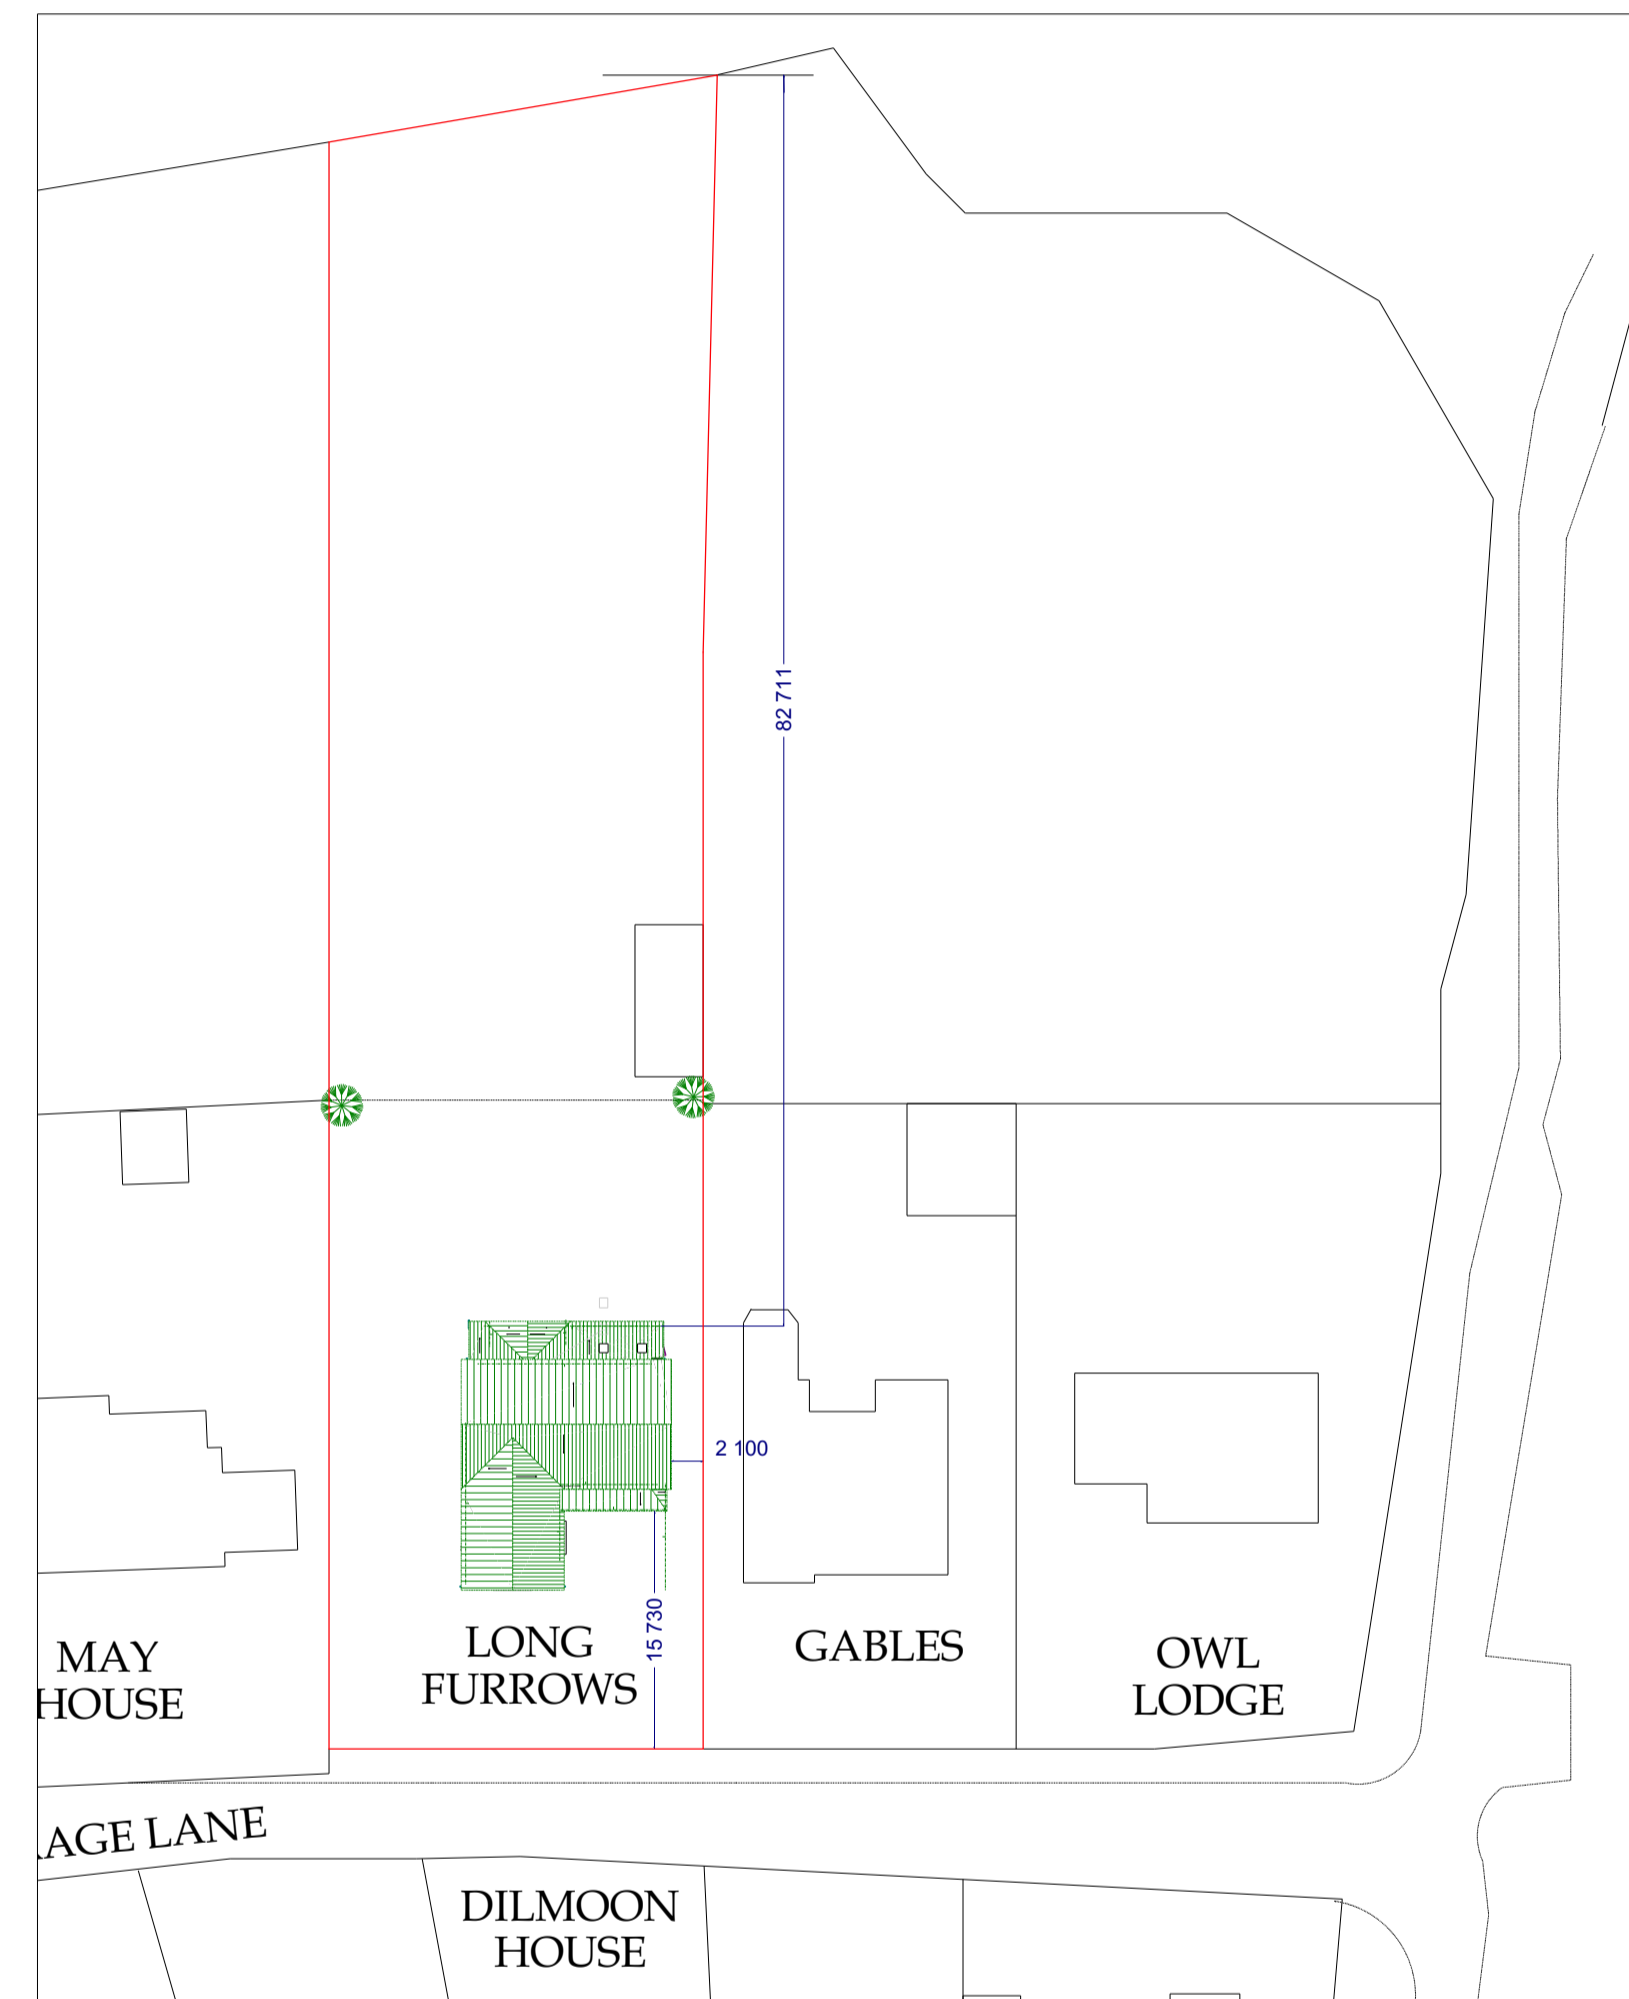 82 711
2 100
15 730
MAY
HOUSE
LONG
FURROWS
GABLES
OWL
LODGE
AGE LANE
DILMOON
HOUSE